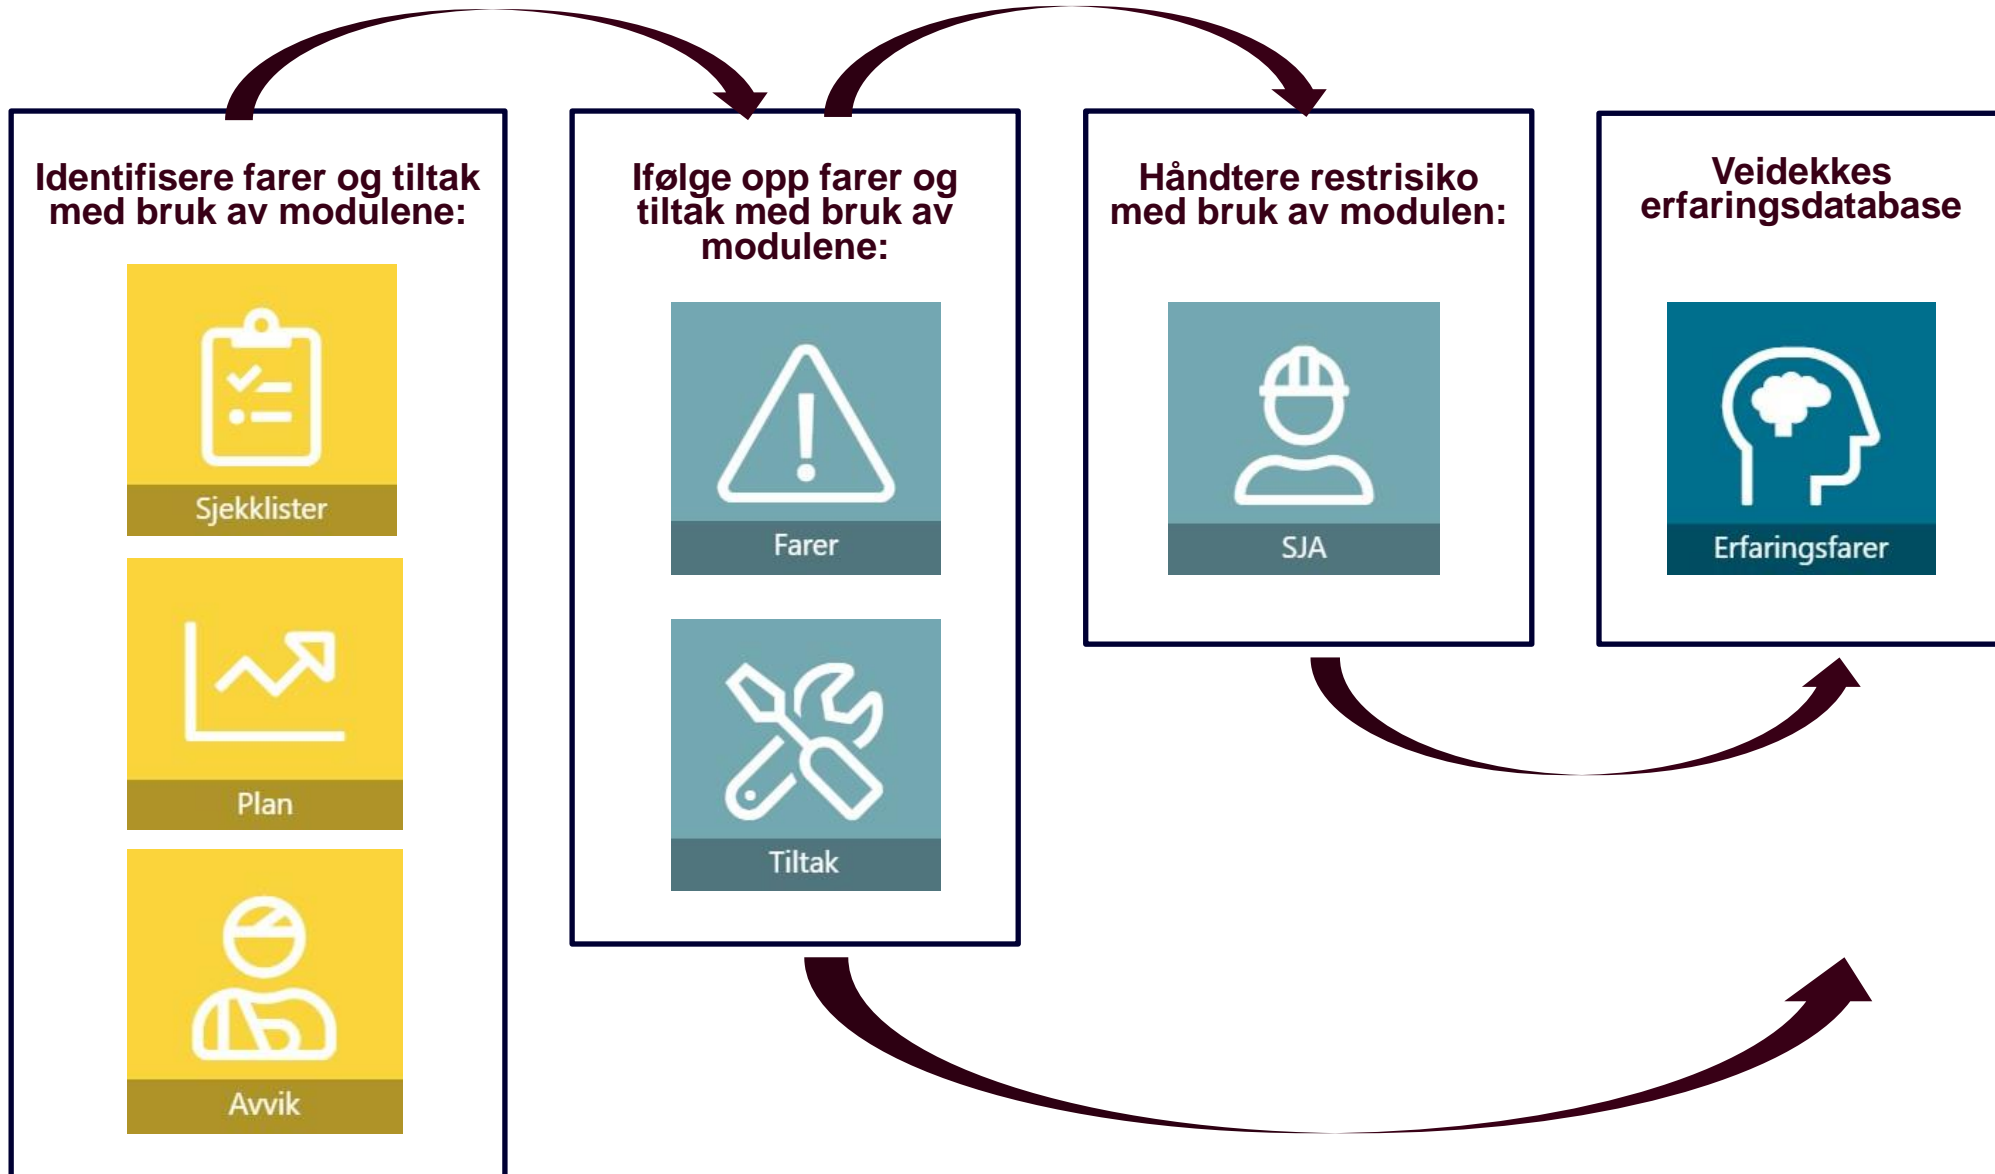 Identifisere farer og tiltak
med bruk av modulene:
Sjekklister
Plan
Avvik
Ifølge opp farer og
tiltak med bruk av
modulene:
Farer
Tiltak
Håndtere restrisiko
med bruk av modulen:
SJA
Veidekkes
erfaringsdatabase
Erfaringsfarer